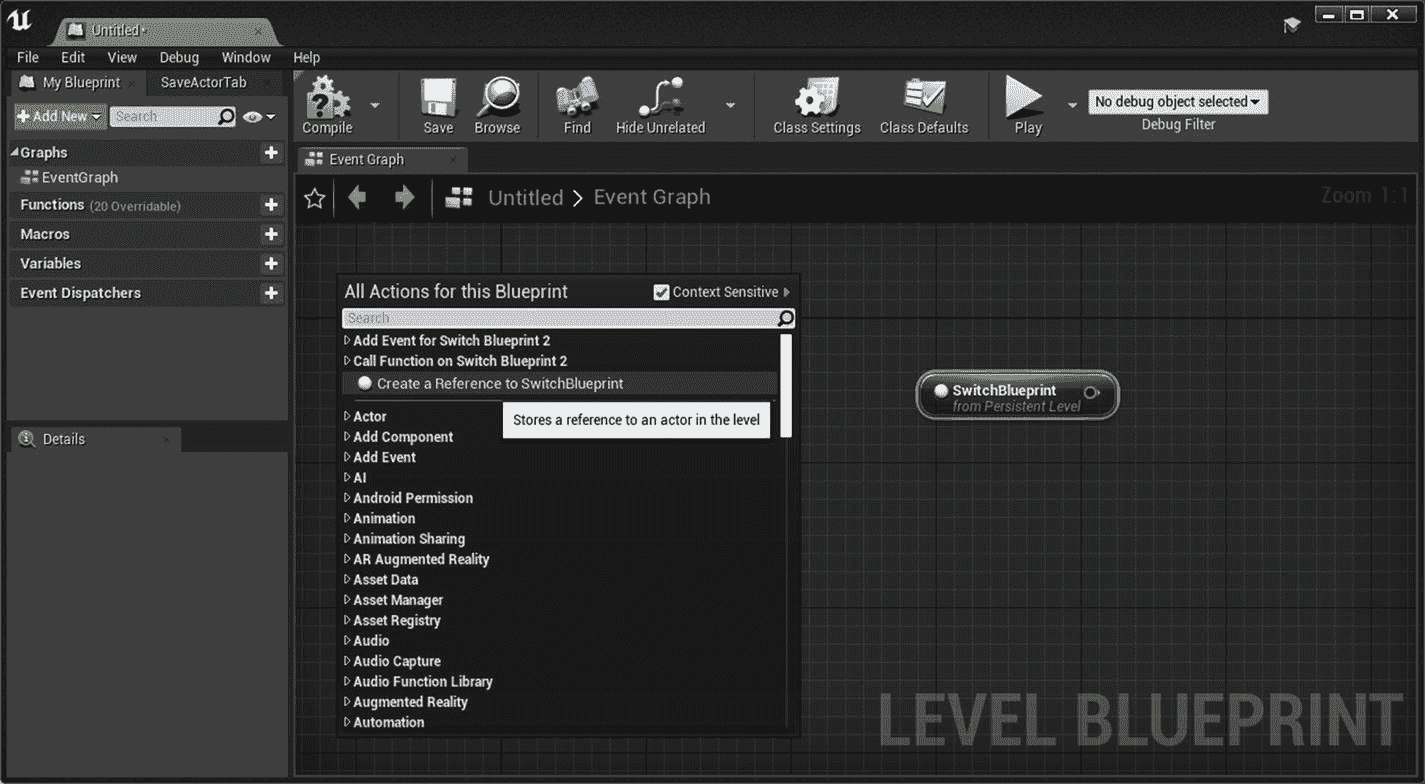 Untitled•
File Edit View Debug Window Help
My Blueprint
SaveActorTab
Add New
Search
Graphs
EventGraph
Functions (20 Overridable)
Macros
Variables
Event Dispatchers
Details
Compile
Save
Browse
Find
Hide Unrelated
Class Settings
Class Defaults
Play
No debug object selected
Debug Filter
Event Graph
Untitled > Event Graph
Zoom 1:1
All Actions for this Blueprint
Context Sensitive
Search
Add Event for Switch Blueprint 2
Call Function on Switch Blueprint 2
Create a Reference to SwitchBlueprint
Stores a reference to an actor in the level
Actor
Add Component
Add Event
AI
Android Permission
Animation
Animation Sharing
AR Augmented Reality
Asset Data
Asset Manager
Asset Registry
Audio
Audio Capture
Audio Function Library
Augmented Reality
Automation
SwitchBlueprint
from Persistent Level
LEVEL BLUEPRINT